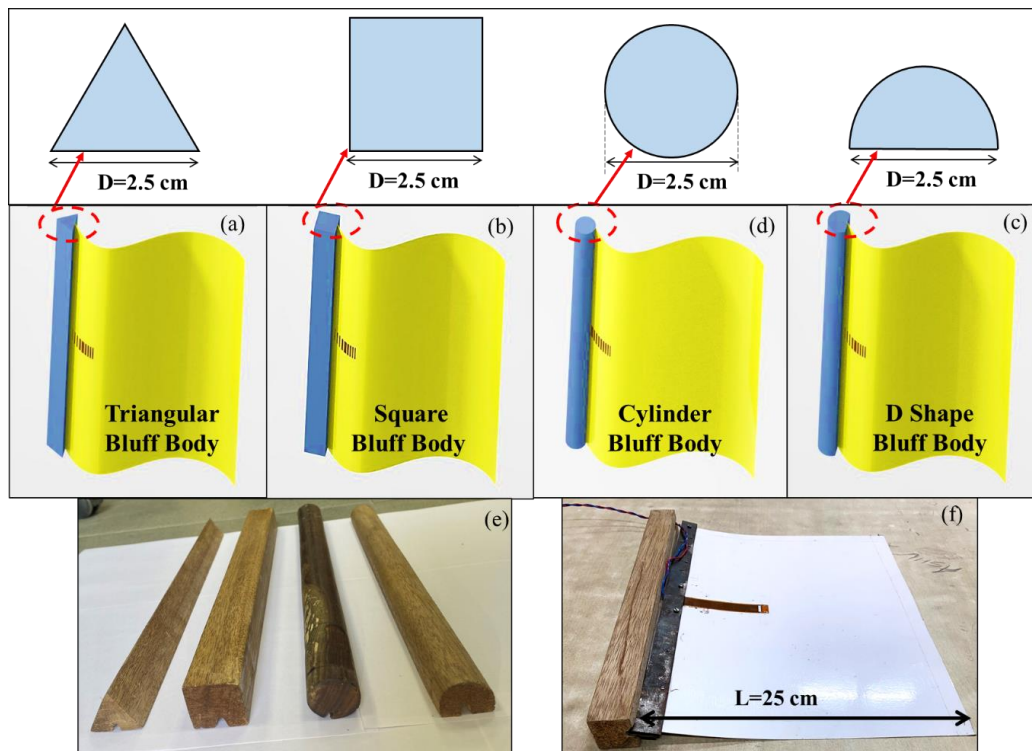 D=2.5 cm
D=2.5 cm
D=2.5 cm
D=2.5 cm
(a)
(b)
(d)
(c)
Triangular
Bluff Body
Square
Bluff Body
Cylinder
Bluff Body
D Shape
Bluff Body
(e)
(f)
L=25 cm